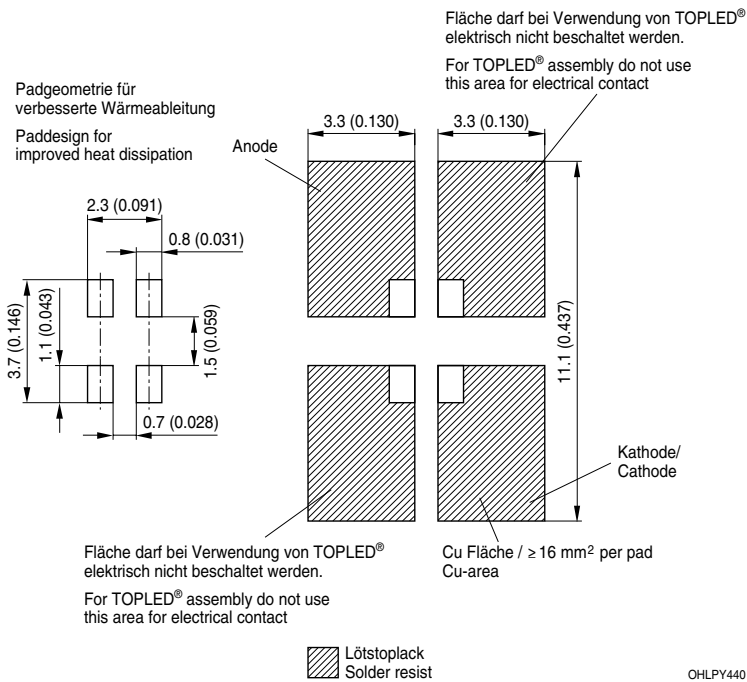 Fläche darf bei Verwendung von TOPLED®
elektrisch nicht beschaltet werden.
For TOPLED® assembly do not use
this area for electrical contact
Padgeometrie für
verbesserte Wärmeableitung
Paddesign for
improved heat dissipation
Anode
3.3 (0.130)
3.3 (0.130)
2.3 (0.091)
0.8 (0.031)
3.7 (0.146)
1.1 (0.043)
1.5 (0.059)
11.1 (0.437)
0.7 (0.028)
Kathode/
Cathode
Fläche darf bei Verwendung von TOPLED®
elektrisch nicht beschaltet werden.
For TOPLED® assembly do not use
this area for electrical contact
Cu Fläche / ≥ 16 mm² per pad
Cu-area
Lötstoplack
Solder resist
OHLPY440